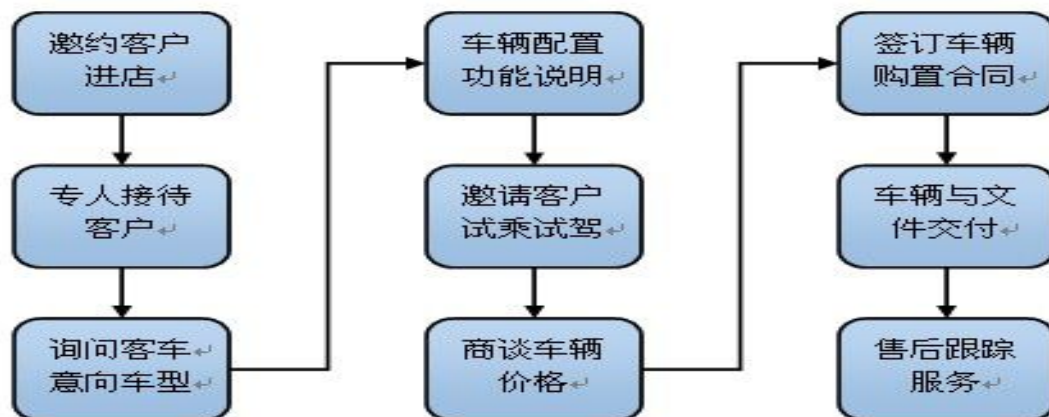 邀约客户
进店
专人接待
客户
询问客车
意向车型
车辆配置
功能说明
邀请客户
试乘试驾
商谈车辆
价格
签订车辆
购置合同
车辆与文
件交付
售后跟踪
服务